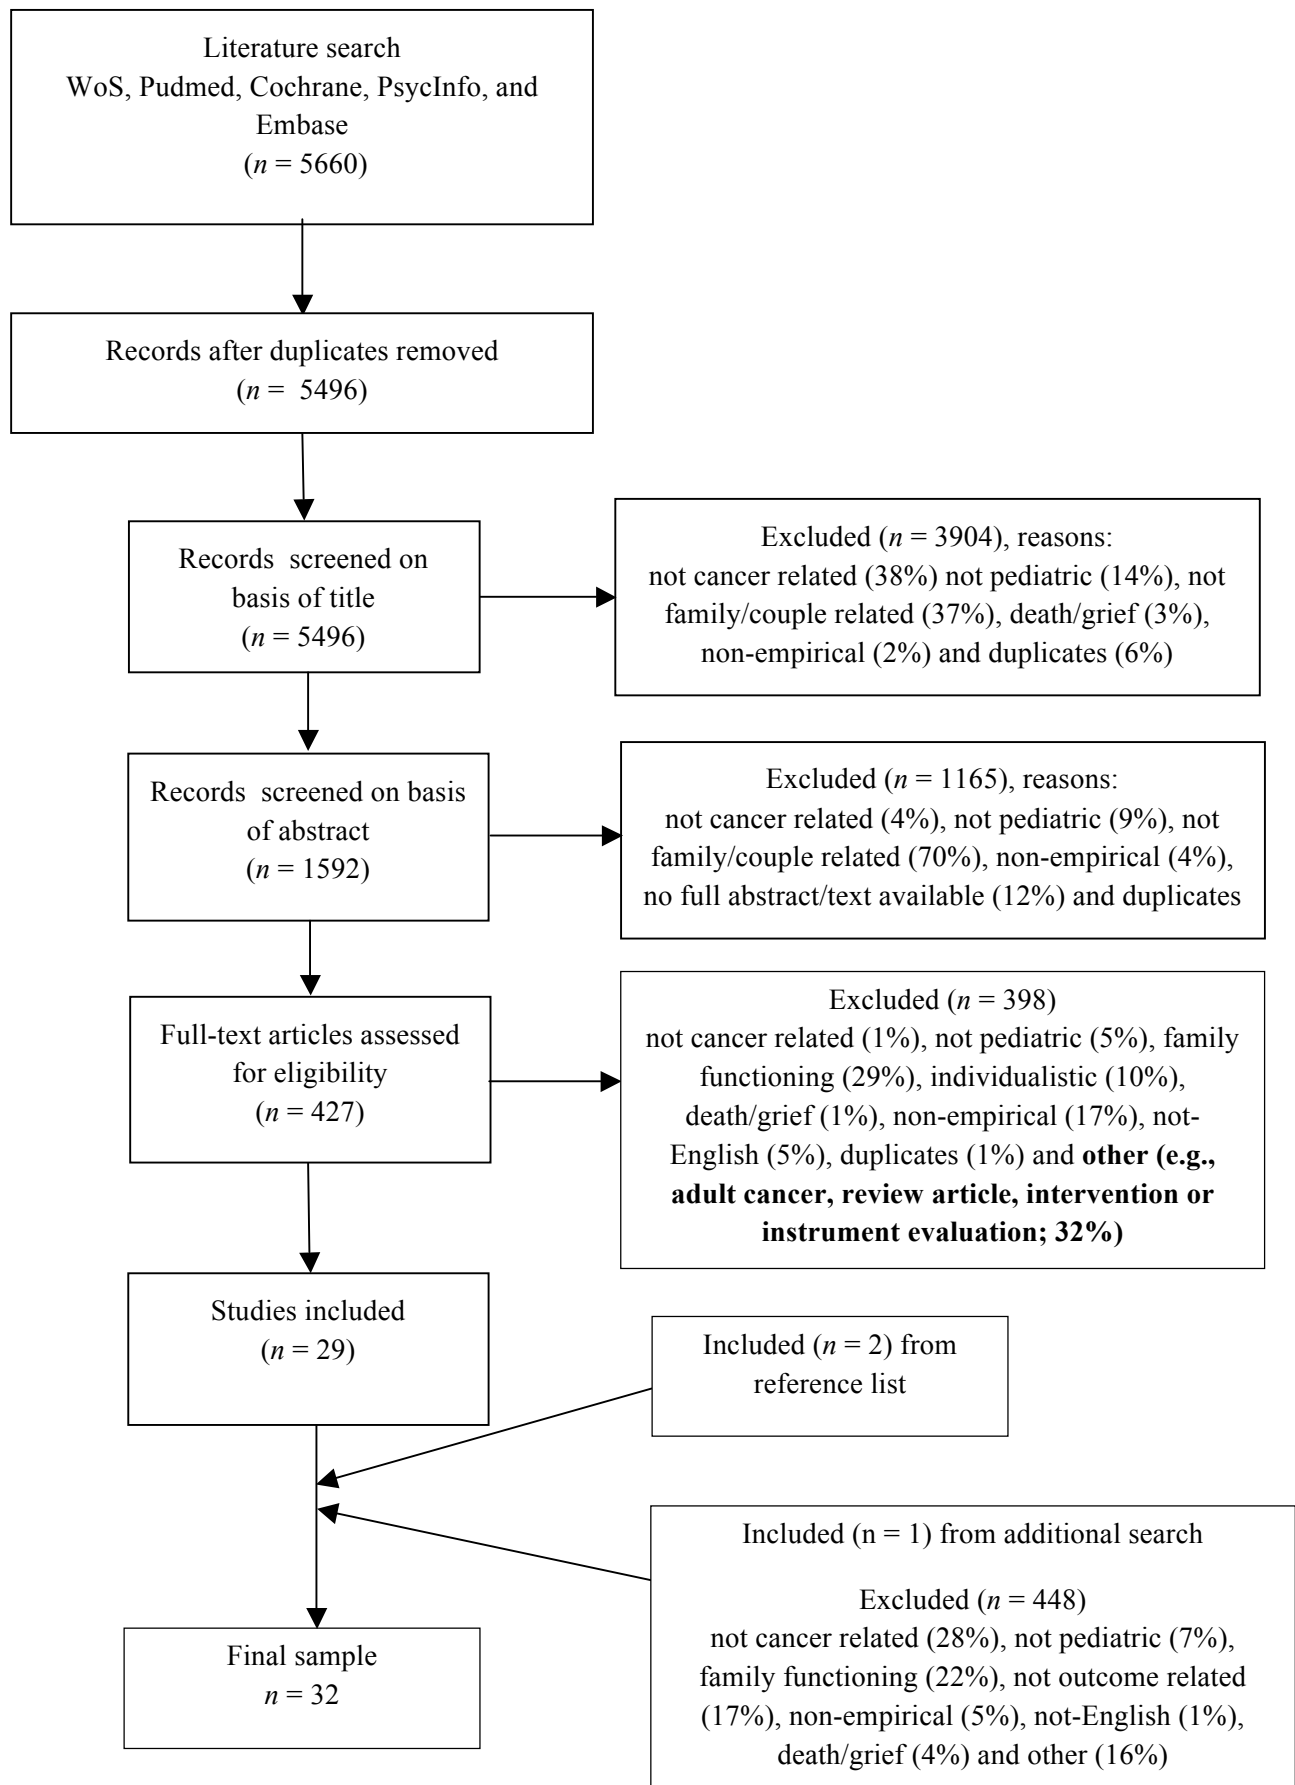 Literature search
WoS, Pudmed, Cochrane, PsycInfo, and
Embase
(n = 5660)
Records after duplicates removed
(n = 5496)
Records screened on
basis of title
(n = 5496)
Excluded (n = 3904), reasons:
not cancer related (38%) not pediatric (14%), not
family/couple related (37%), death/grief (3%),
non-empirical (2%) and duplicates (6%)
Records screened on basis
of abstract
(n = 1592)
Excluded (n = 1165), reasons:
not cancer related (4%), not pediatric (9%), not
family/couple related (70%), non-empirical (4%),
no full abstract/text available (12%) and duplicates
Full-text articles assessed
for eligibility
(n = 427)
Excluded (n = 398)
not cancer related (1%), not pediatric (5%), family
functioning (29%), individualistic (10%),
death/grief (1%), non-empirical (17%), not-
English (5%), duplicates (1%) and other (e.g.,
adult cancer, review article, intervention or
instrument evaluation; 32%)
Studies included
(n = 29)
Included (n = 2) from
reference list
Included (n = 1) from additional search
Excluded (n = 448)
not cancer related (28%), not pediatric (7%),
family functioning (22%), not outcome related
(17%), non-empirical (5%), not-English (1%),
death/grief (4%) and other (16%)
Final sample
n = 32